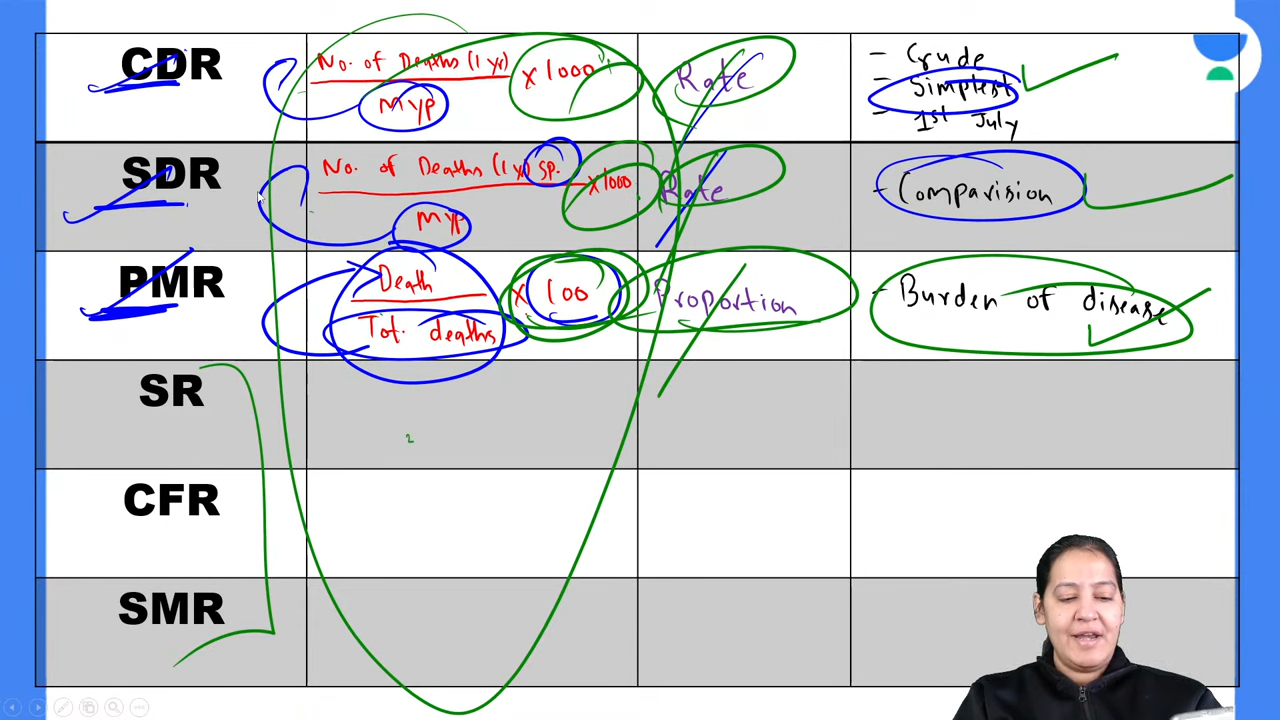 CDR
No. of Deaths (1 yr) x 1000
Myp
Rate
- Crude
- Simplest
- 1st July
SDR
No. of Deaths (1 y) sp. x 1000
Myp
Rate
- Comparision
PMR
Death x 100
Tot. deaths
Proportion
- Burden of disease
SR
2
CFR
SMR